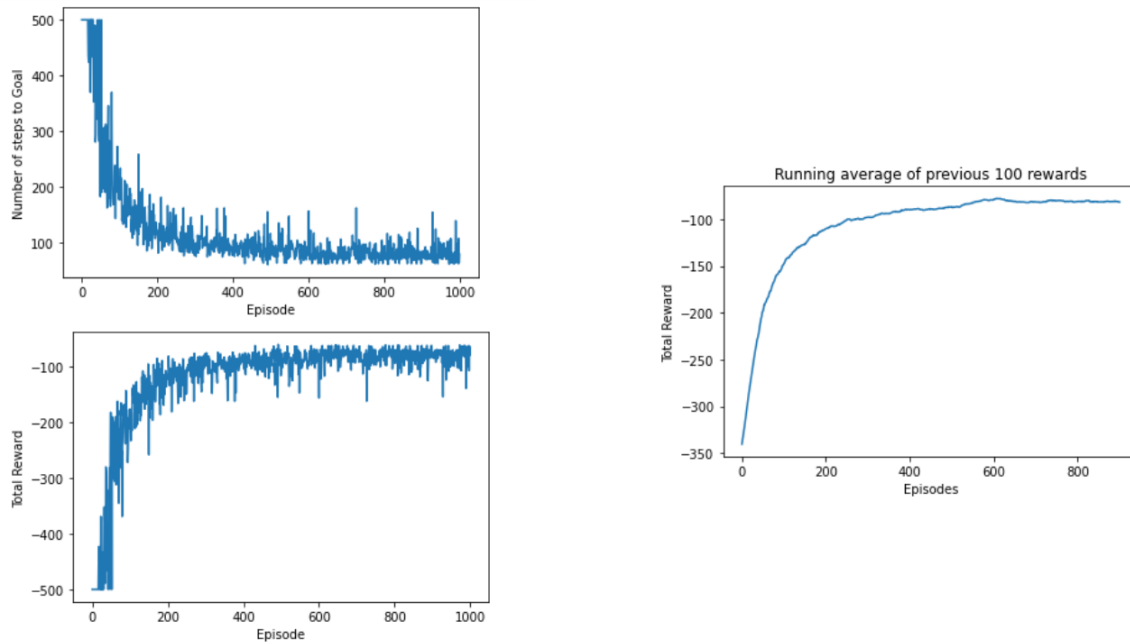 500
400
300
200
100
Number of steps to Goal
0 200 400 600 800 1000
Episode
−100
−200
−300
−400
−500
Total Reward
0 200 400 600 800 1000
Episode
Running average of previous 100 rewards
−100
−150
−200
−250
−300
−350
Total Reward
0 200 400 600 800
Episodes